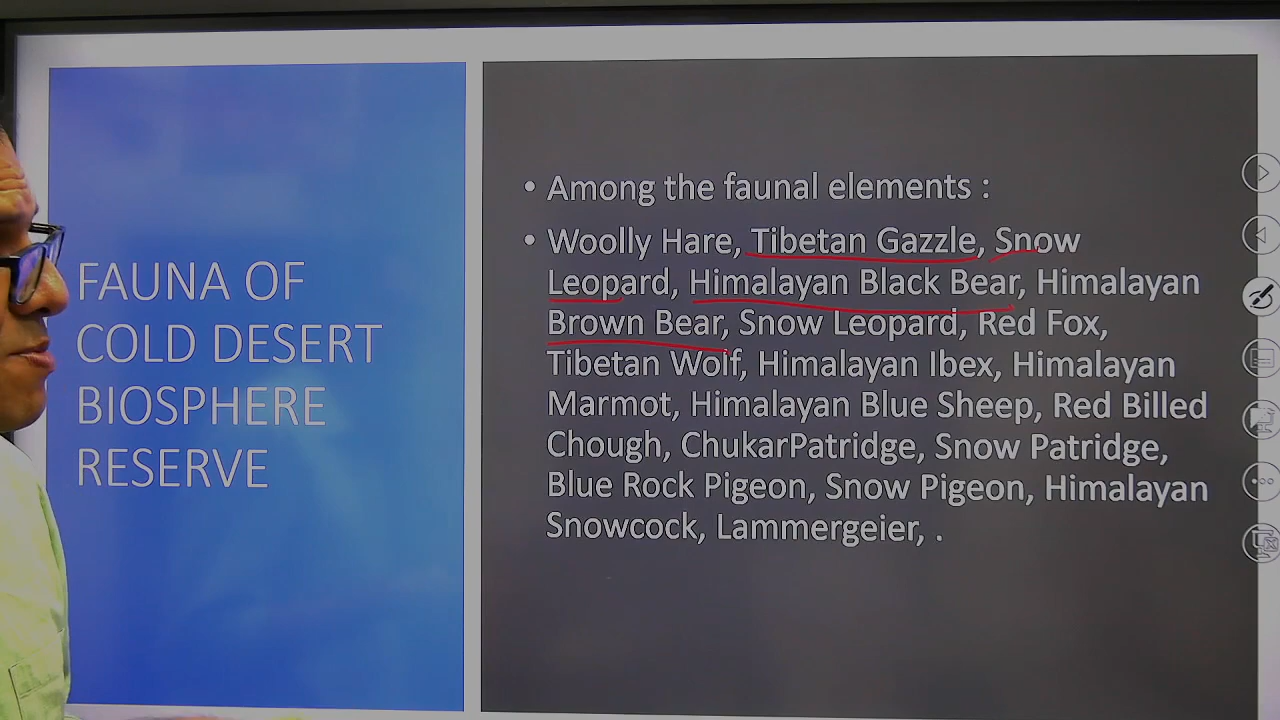 FAUNA OF
COLD DESERT
BIOSPHERE
RESERVE
• Among the faunal elements :
• Woolly Hare, Tibetan Gazzle, Snow
Leopard, Himalayan Black Bear, Himalayan
Brown Bear, Snow Leopard, Red Fox,
Tibetan Wolf, Himalayan Ibex, Himalayan
Marmot, Himalayan Blue Sheep, Red Billed
Chough, ChukarPatridge, Snow Patridge,
Blue Rock Pigeon, Snow Pigeon, Himalayan
Snowcock, Lammergeier, .